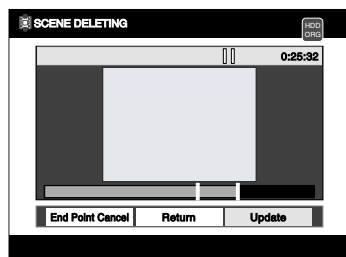 SCENE DELETING
HDD
ORG
0:25:32
End Point Cancel
Return
Update